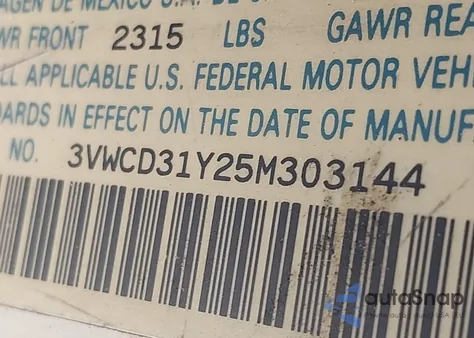 AGEN DE MEXICO S.A. DE
WR FRONT 2315 LBS GAWR REA
LL APPLICABLE U.S. FEDERAL MOTOR VEH
DARDS IN EFFECT ON THE DATE OF MANUF
NO. 3VWCD31Y25M303144
autoSnap